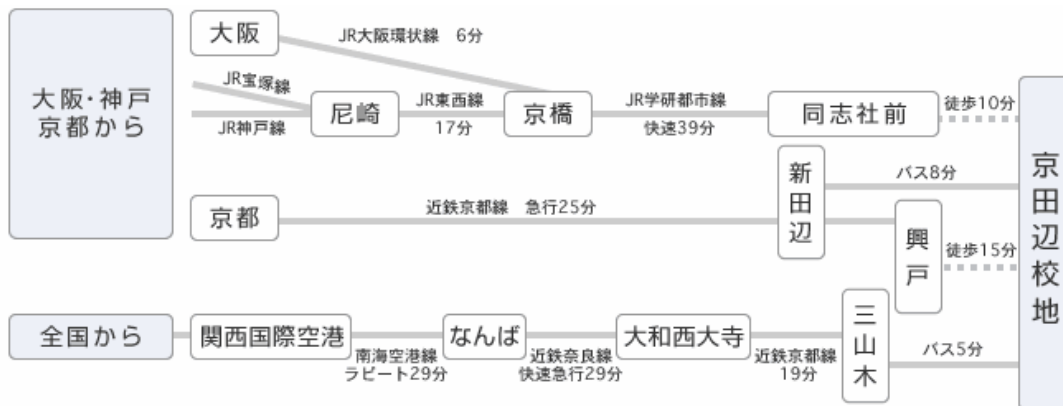 大阪・神戸
京都から
大阪
JR大阪環状線 6分
JR宝塚線
JR神戸線
尼崎
JR東西線
17分
京橋
JR学研都市線
快速39分
同志社前
徒歩10分
京都
近鉄京都線 急行25分
新田辺
バス8分
興戸
徒歩15分
京田辺校地
全国から
関西国際空港
南海空港線
ラピート29分
なんば
近鉄奈良線
快速急行29分
大和西大寺
近鉄京都線
19分
三山木
バス5分